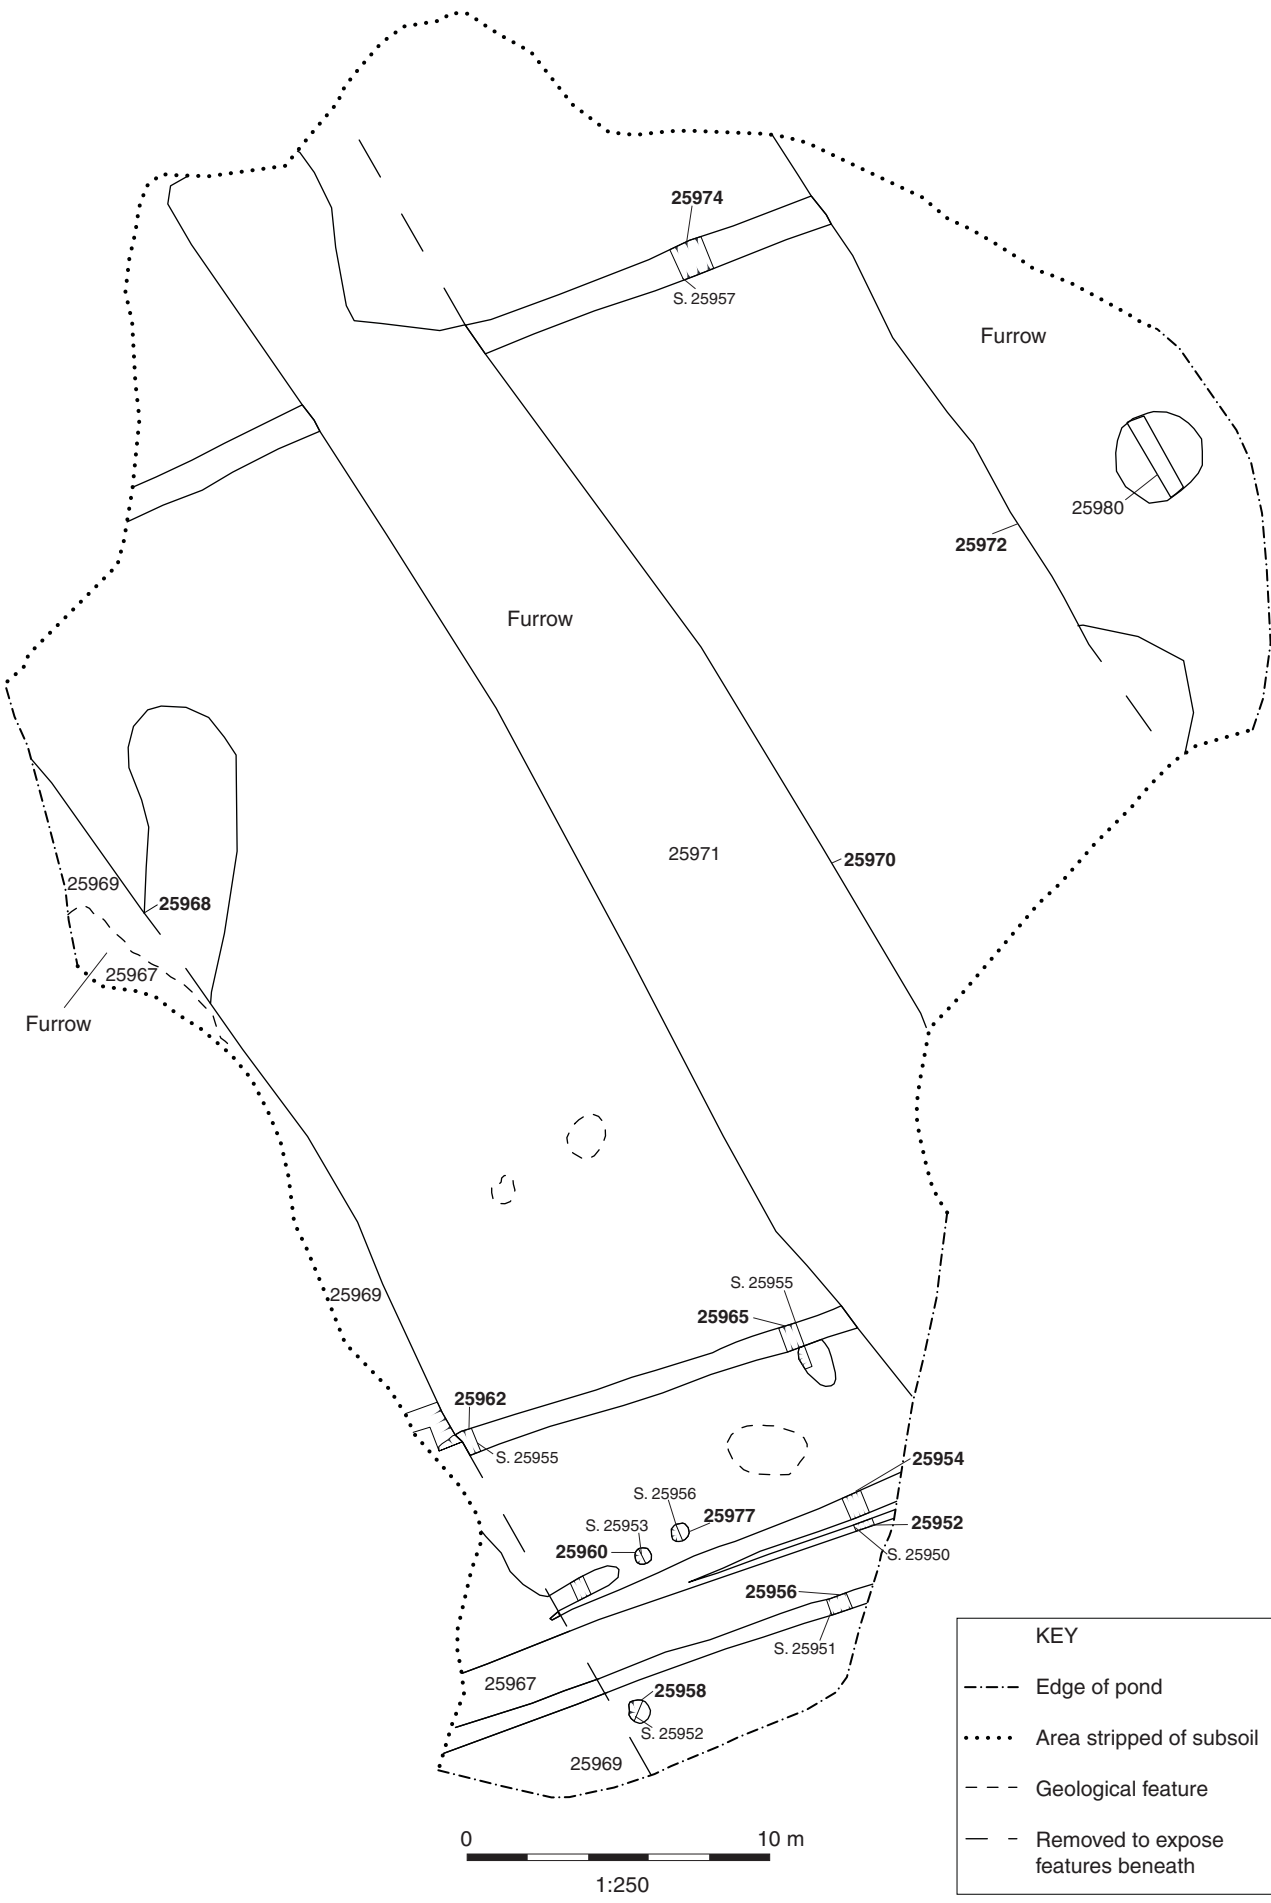 25974
S. 25957
Furrow
25980
25972
Furrow
25971
25970
25969
25968
25967
Furrow
25969
S. 25955
25965
25962
S. 25955
25954
S. 25956
25977
25952
S. 25953
S. 25950
25960
25956
S. 25951
25967
25958
S. 25952
25969
KEY
Edge of pond
Area stripped of subsoil
Geological feature
Removed to expose
features beneath
0 10 m
1:250